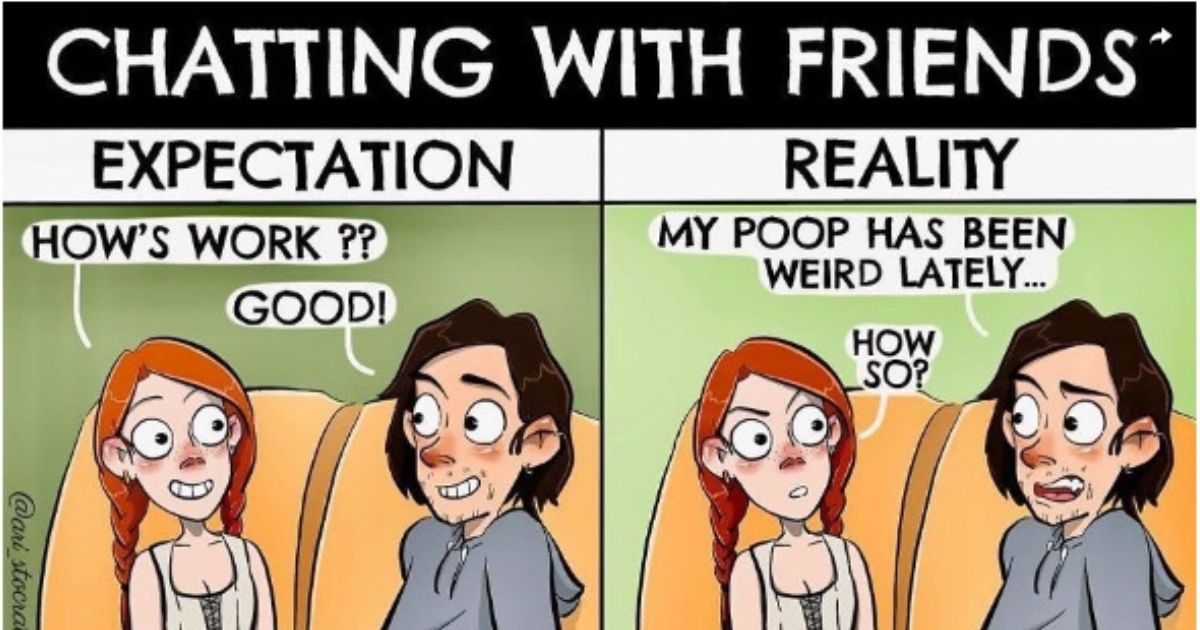 CHATTING WITH FRIENDS
EXPECTATION
REALITY
HOW'S WORK ??
GOOD!
MY POOP HAS BEEN
WEIRD LATELY...
HOW
SO?